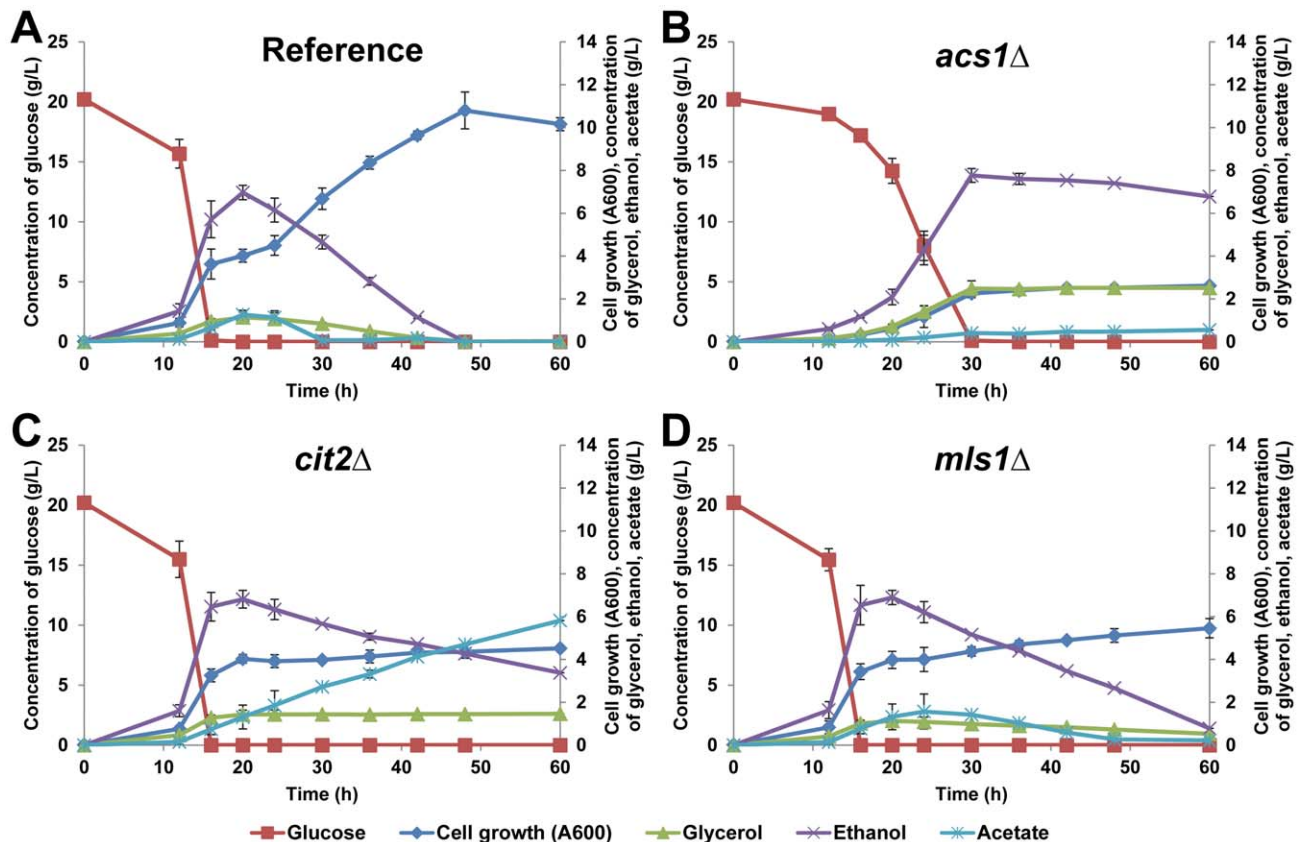 A
Reference
Concentration of glucose (g/L)
25
20
15
10
5
0
14
12
10
8
6
4
2
0
Cell growth (A600), concentration
of glycerol, ethanol, acetate (g/L)
0 10 20 30 40 50 60
Time (h)
B
acs1Δ
Concentration of glucose (g/L)
25
20
15
10
5
0
14
12
10
8
6
4
2
0
Cell growth (A600), concentration
of glycerol, ethanol, acetate (g/L)
0 10 20 30 40 50 60
Time (h)
C
cit2Δ
Concentration of glucose (g/L)
25
20
15
10
5
0
14
12
10
8
6
4
2
0
Cell growth (A600), concentration
of glycerol, ethanol, acetate (g/L)
0 10 20 30 40 50 60
Time (h)
D
mls1Δ
Concentration of glucose (g/L)
25
20
15
10
5
0
14
12
10
8
6
4
2
0
Cell growth (A600), concentration
of glycerol, ethanol, acetate (g/L)
0 10 20 30 40 50 60
Time (h)
Glucose Cell growth (A600) Glycerol Ethanol Acetate